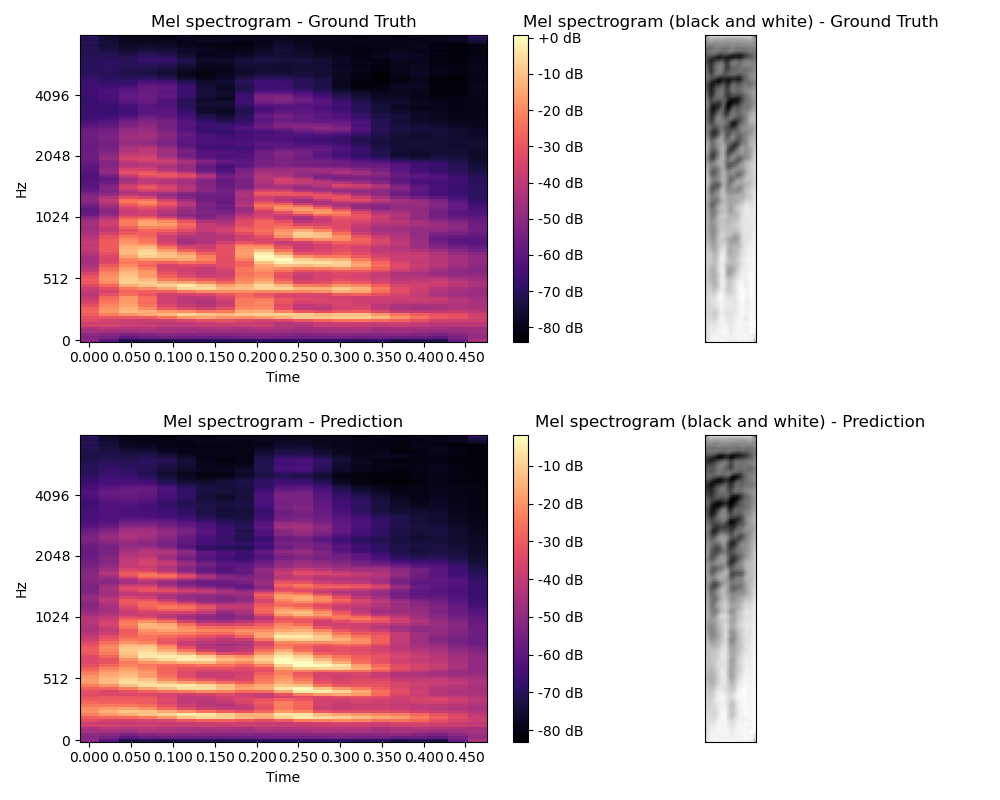 Mel spectrogram - Ground Truth
Mel spectrogram (black and white) - Ground Truth
+0 dB
-10 dB
-20 dB
-30 dB
-40 dB
-50 dB
-60 dB
-70 dB
-80 dB
4096
2048
1024
512
0
Hz
0.000 0.050 0.100 0.150 0.200 0.250 0.300 0.350 0.400 0.450
Time
Mel spectrogram - Prediction
Mel spectrogram (black and white) - Prediction
-10 dB
-20 dB
-30 dB
-40 dB
-50 dB
-60 dB
-70 dB
-80 dB
4096
2048
1024
512
0
Hz
0.000 0.050 0.100 0.150 0.200 0.250 0.300 0.350 0.400 0.450
Time